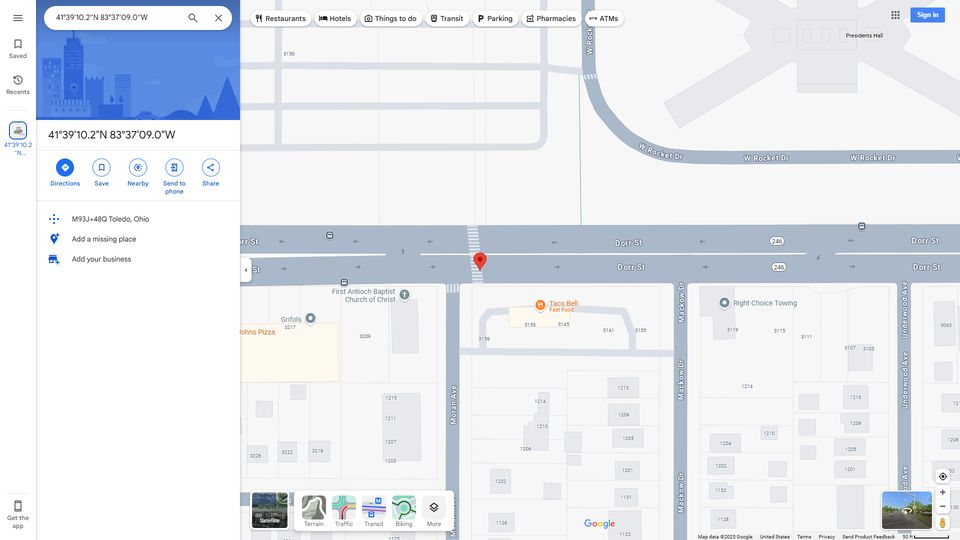 41°39'10.2"N 83°37'09.0"W
Saved
Recents
41°39'10.2
"N...
Get the
app
41°39'10.2"N 83°37'09.0"W
Directions
Save
Nearby
Send to
phone
Share
M93J+48Q Toledo, Ohio
Add a missing place
Add your business
Restaurants
Hotels
Things to do
Transit
Parking
Pharmacies
ATMs
Sign in
Presidents Hall
3150
W Rocket Dr
W Rocket Dr
W Rocket Dr
W Rocket Dr
orr St
Dorr St
246
Dorr St
St
Dorr St
246
Dorr St
First Antioch Baptist
Church of Christ
Grifols
3217
Johns Pizza
3209
Taco Bell
Fast Food
3153
3145
3141
3135
3159
Right Choice Towing
3119
3115
3111
3107
3103
3063
Mackow Dr
Mackow Dr
Mackow Dr
Moran Ave
Underwood Ave
Underwood Ave
1215
1211
1207
1203
3226
3222
3218
1214
1210
1206
1213
1209
1205
1202
1201
1126
1127
1214
1213
1209
1210
1204
1205
1202
1201
1132
1128
Satellite
Terrain
Traffic
Transit
Biking
More
Google
Map data ©2025 Google
United States
Terms
Privacy
Send Product Feedback
50 ft